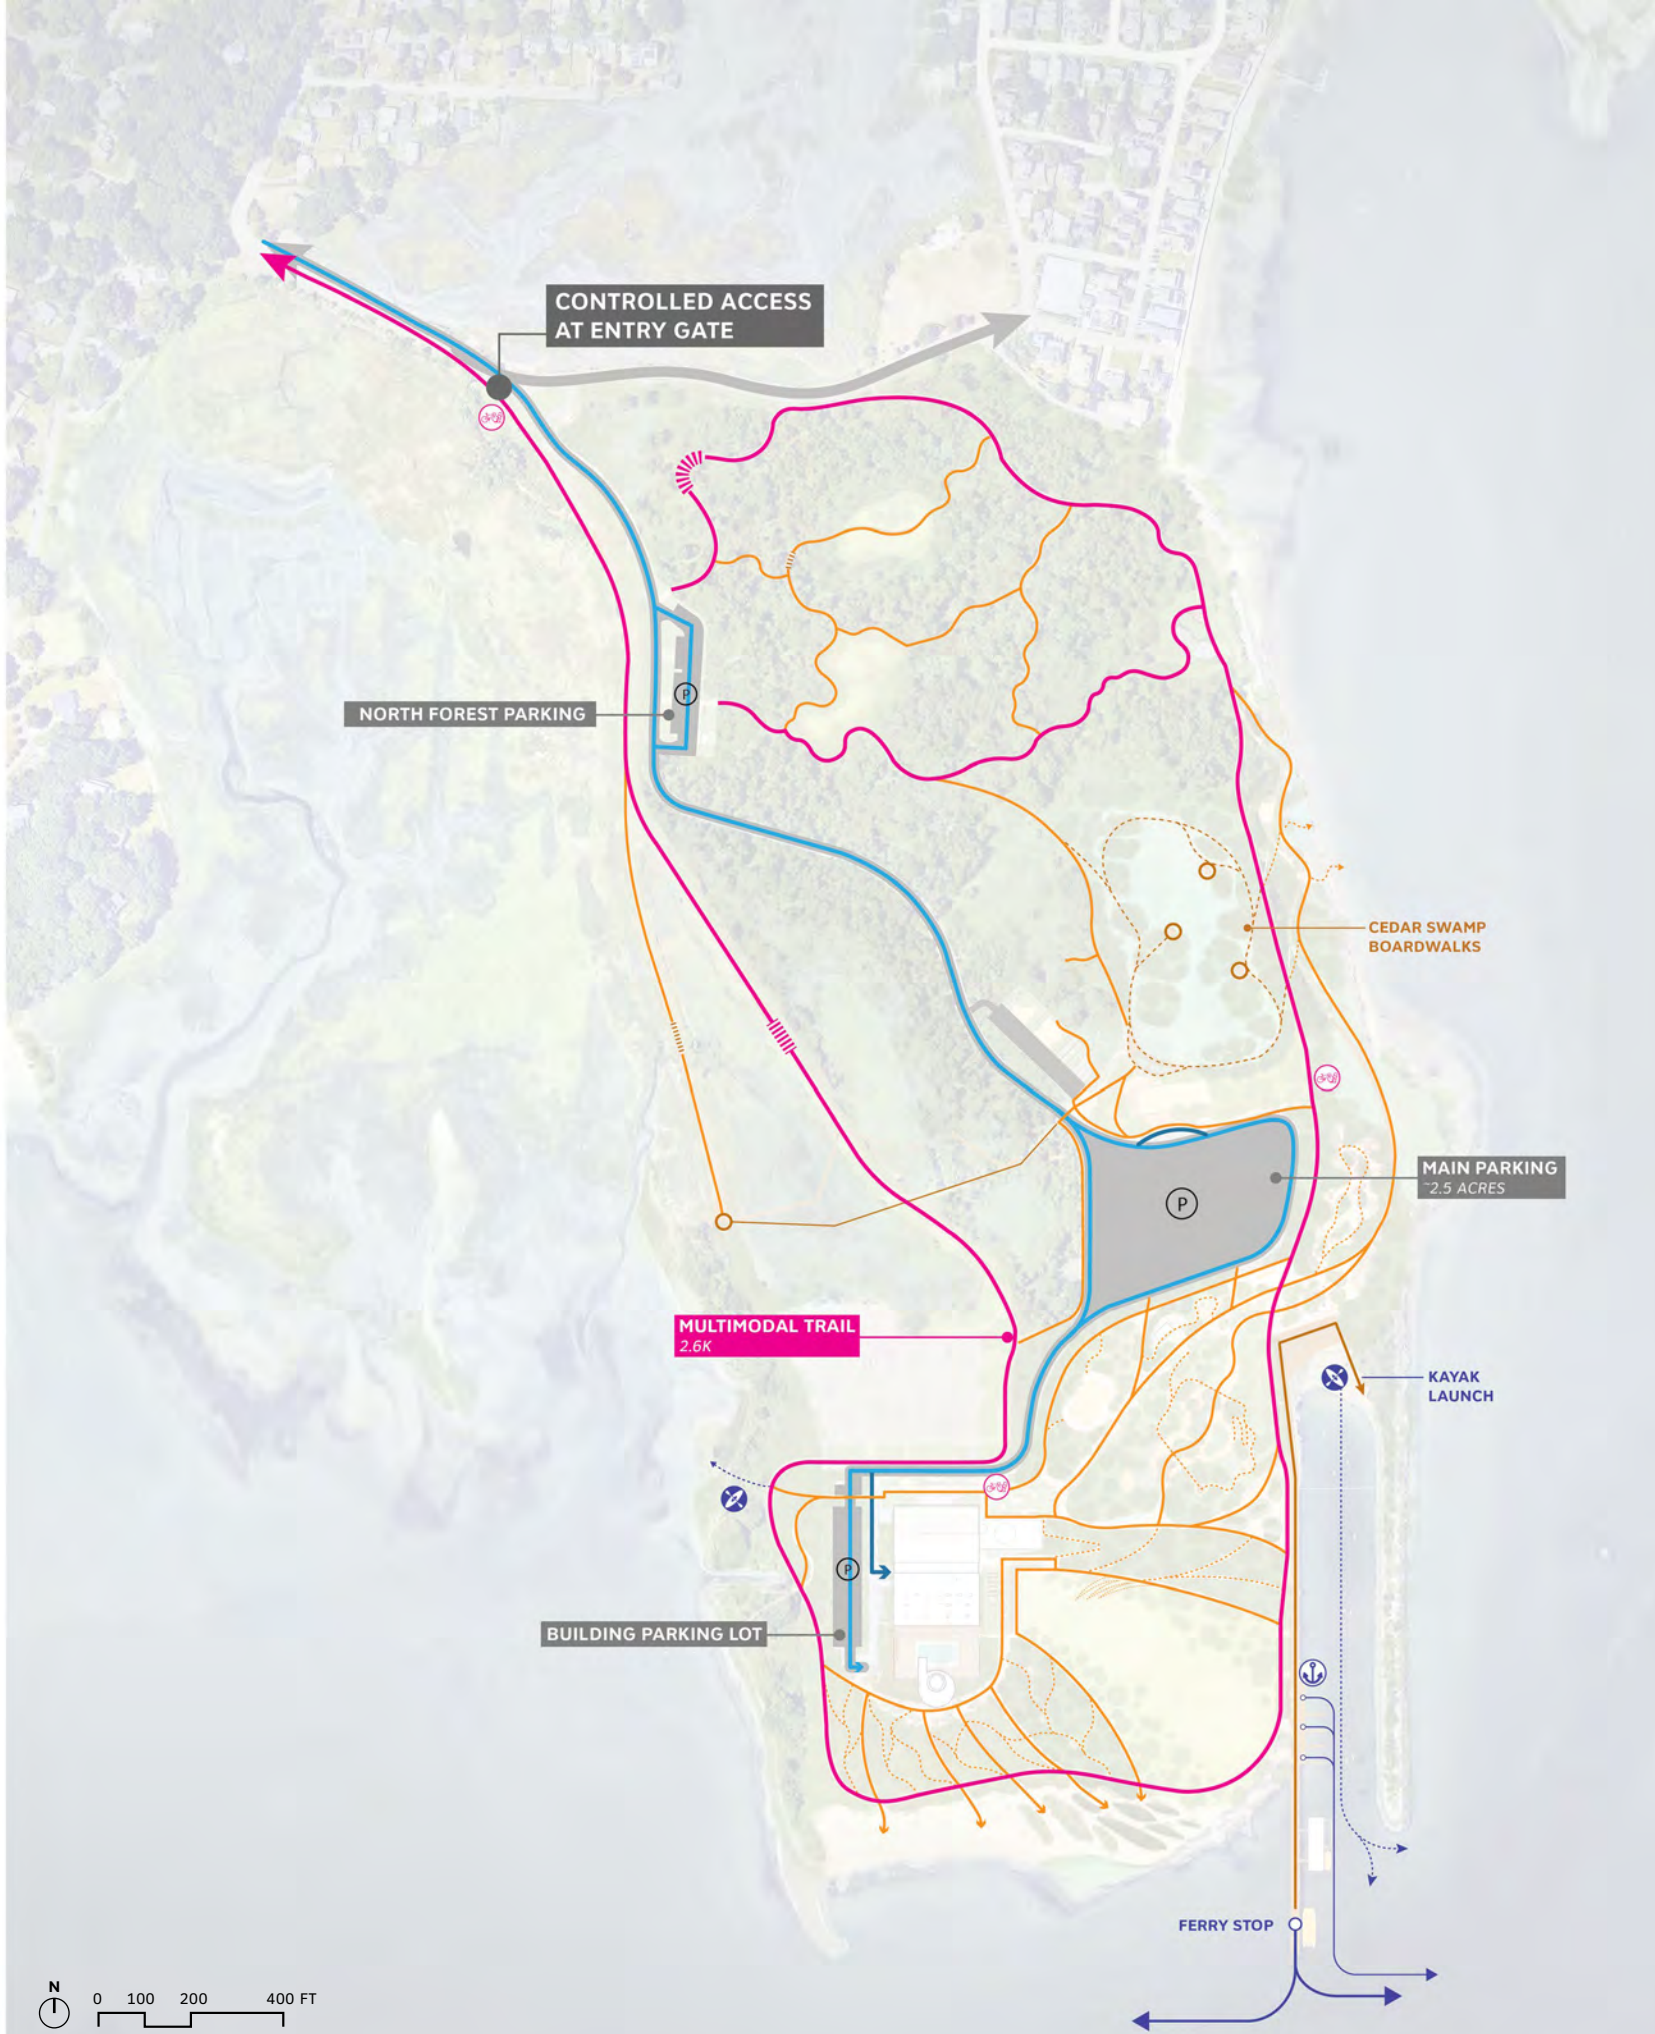 CONTROLLED ACCESS
AT ENTRY GATE
P
NORTH FOREST PARKING
CEDAR SWAMP
BOARDWALKS
MAIN PARKING
~2.5 ACRES
P
MULTIMODAL TRAIL
2.6K
KAYAK
LAUNCH
P
BUILDING PARKING LOT
FERRY STOP
N
0 100 200 400 FT